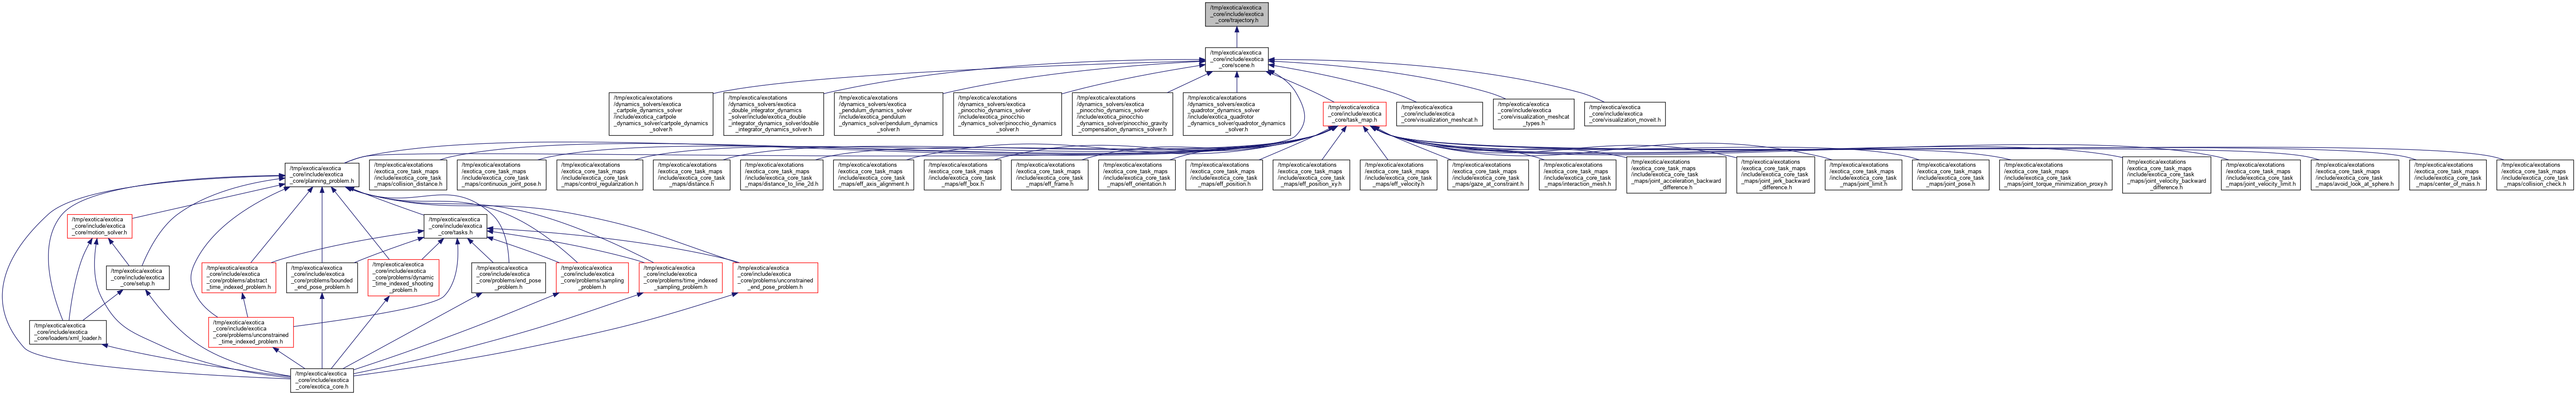 /tmp/exotica/exotica
_core/include/exotica
_core/trajectory.h
/tmp/exotica/exotica
_core/include/exotica
_core/scene.h
/tmp/exotica/exotations
/dynamics_solvers/exotica
_cartpole_dynamics_solver
/include/exotica_cartpole
_dynamics_solver/cartpole_dynamics
_solver.h
/tmp/exotica/exotations
/dynamics_solvers/exotica
_double_integrator_dynamics
_solver/include/exotica_double
_integrator_dynamics_solver/double
_integrator_dynamics_solver.h
/tmp/exotica/exotations
/dynamics_solvers/exotica
_pendulum_dynamics_solver
/include/exotica_pendulum
_dynamics_solver/pendulum_dynamics
_solver.h
/tmp/exotica/exotations
/dynamics_solvers/exotica
_pinocchio_dynamics_solver
/include/exotica_pinocchio
_dynamics_solver/pinocchio_dynamics
_solver.h
/tmp/exotica/exotations
/dynamics_solvers/exotica
_pinocchio_dynamics_solver
/include/exotica_pinocchio
_dynamics_solver/pinocchio_gravity
_compensation_dynamics_solver.h
/tmp/exotica/exotations
/dynamics_solvers/exotica
_quadrotor_dynamics_solver
/include/exotica_quadrotor
_dynamics_solver/quadrotor_dynamics
_solver.h
/tmp/exotica/exotica
_core/include/exotica
_core/task_map.h
/tmp/exotica/exotica
_core/include/exotica
_core/visualization_meshcat.h
/tmp/exotica/exotica
_core/include/exotica
_core/visualization_meshcat
_types.h
/tmp/exotica/exotica
_core/include/exotica
_core/visualization_moveit.h
/tmp/exotica/exotica
_core/include/exotica
_core/planning_problem.h
/tmp/exotica/exotations
/exotica_core_task_maps
/include/exotica_core_task
_maps/collision_distance.h
/tmp/exotica/exotations
/exotica_core_task_maps
/include/exotica_core_task
_maps/continuous_joint_pose.h
/tmp/exotica/exotations
/exotica_core_task_maps
/include/exotica_core_task
_maps/control_regularization.h
/tmp/exotica/exotations
/exotica_core_task_maps
/include/exotica_core_task
_maps/distance.h
/tmp/exotica/exotations
/exotica_core_task_maps
/include/exotica_core_task
_maps/distance_to_line_2d.h
/tmp/exotica/exotations
/exotica_core_task_maps
/include/exotica_core_task
_maps/eff_axis_alignment.h
/tmp/exotica/exotations
/exotica_core_task_maps
/include/exotica_core_task
_maps/eff_box.h
/tmp/exotica/exotations
/exotica_core_task_maps
/include/exotica_core_task
_maps/eff_frame.h
/tmp/exotica/exotations
/exotica_core_task_maps
/include/exotica_core_task
_maps/eff_orientation.h
/tmp/exotica/exotations
/exotica_core_task_maps
/include/exotica_core_task
_maps/eff_position.h
/tmp/exotica/exotations
/exotica_core_task_maps
/include/exotica_core_task
_maps/eff_position_xy.h
/tmp/exotica/exotations
/exotica_core_task_maps
/include/exotica_core_task
_maps/eff_velocity.h
/tmp/exotica/exotations
/exotica_core_task_maps
/include/exotica_core_task
_maps/gaze_at_constraint.h
/tmp/exotica/exotations
/exotica_core_task_maps
/include/exotica_core_task
_maps/interaction_mesh.h
/tmp/exotica/exotations
/exotica_core_task_maps
/include/exotica_core_task
_maps/joint_acceleration_backward
_difference.h
/tmp/exotica/exotations
/exotica_core_task_maps
/include/exotica_core_task
_maps/joint_jerk_backward
_difference.h
/tmp/exotica/exotations
/exotica_core_task_maps
/include/exotica_core_task
_maps/joint_limit.h
/tmp/exotica/exotations
/exotica_core_task_maps
/include/exotica_core_task
_maps/joint_pose.h
/tmp/exotica/exotations
/exotica_core_task_maps
/include/exotica_core_task
_maps/joint_torque_minimization_proxy.h
/tmp/exotica/exotations
/exotica_core_task_maps
/include/exotica_core_task
_maps/joint_velocity_backward
_difference.h
/tmp/exotica/exotations
/exotica_core_task_maps
/include/exotica_core_task
_maps/joint_velocity_limit.h
/tmp/exotica/exotations
/exotica_core_task_maps
/include/exotica_core_task
_maps/avoid_look_at_sphere.h
/tmp/exotica/exotations
/exotica_core_task_maps
/include/exotica_core_task
_maps/center_of_mass.h
/tmp/exotica/exotations
/exotica_core_task_maps
/include/exotica_core_task
_maps/collision_check.h
/tmp/exotica/exotica
_core/include/exotica
_core/motion_solver.h
/tmp/exotica/exotica
_core/include/exotica
_core/tasks.h
/tmp/exotica/exotica
_core/include/exotica
_core/setup.h
/tmp/exotica/exotica
_core/include/exotica
_core/problems/abstract
_time_indexed_problem.h
/tmp/exotica/exotica
_core/include/exotica
_core/problems/bounded
_end_pose_problem.h
/tmp/exotica/exotica
_core/include/exotica
_core/problems/dynamic
_time_indexed_shooting
_problem.h
/tmp/exotica/exotica
_core/include/exotica
_core/problems/end_pose
_problem.h
/tmp/exotica/exotica
_core/include/exotica
_core/problems/sampling
_problem.h
/tmp/exotica/exotica
_core/include/exotica
_core/problems/time_indexed
_sampling_problem.h
/tmp/exotica/exotica
_core/include/exotica
_core/problems/unconstrained
_end_pose_problem.h
/tmp/exotica/exotica
_core/include/exotica
_core/loaders/xml_loader.h
/tmp/exotica/exotica
_core/include/exotica
_core/problems/unconstrained
_time_indexed_problem.h
/tmp/exotica/exotica
_core/include/exotica
_core/exotica_core.h